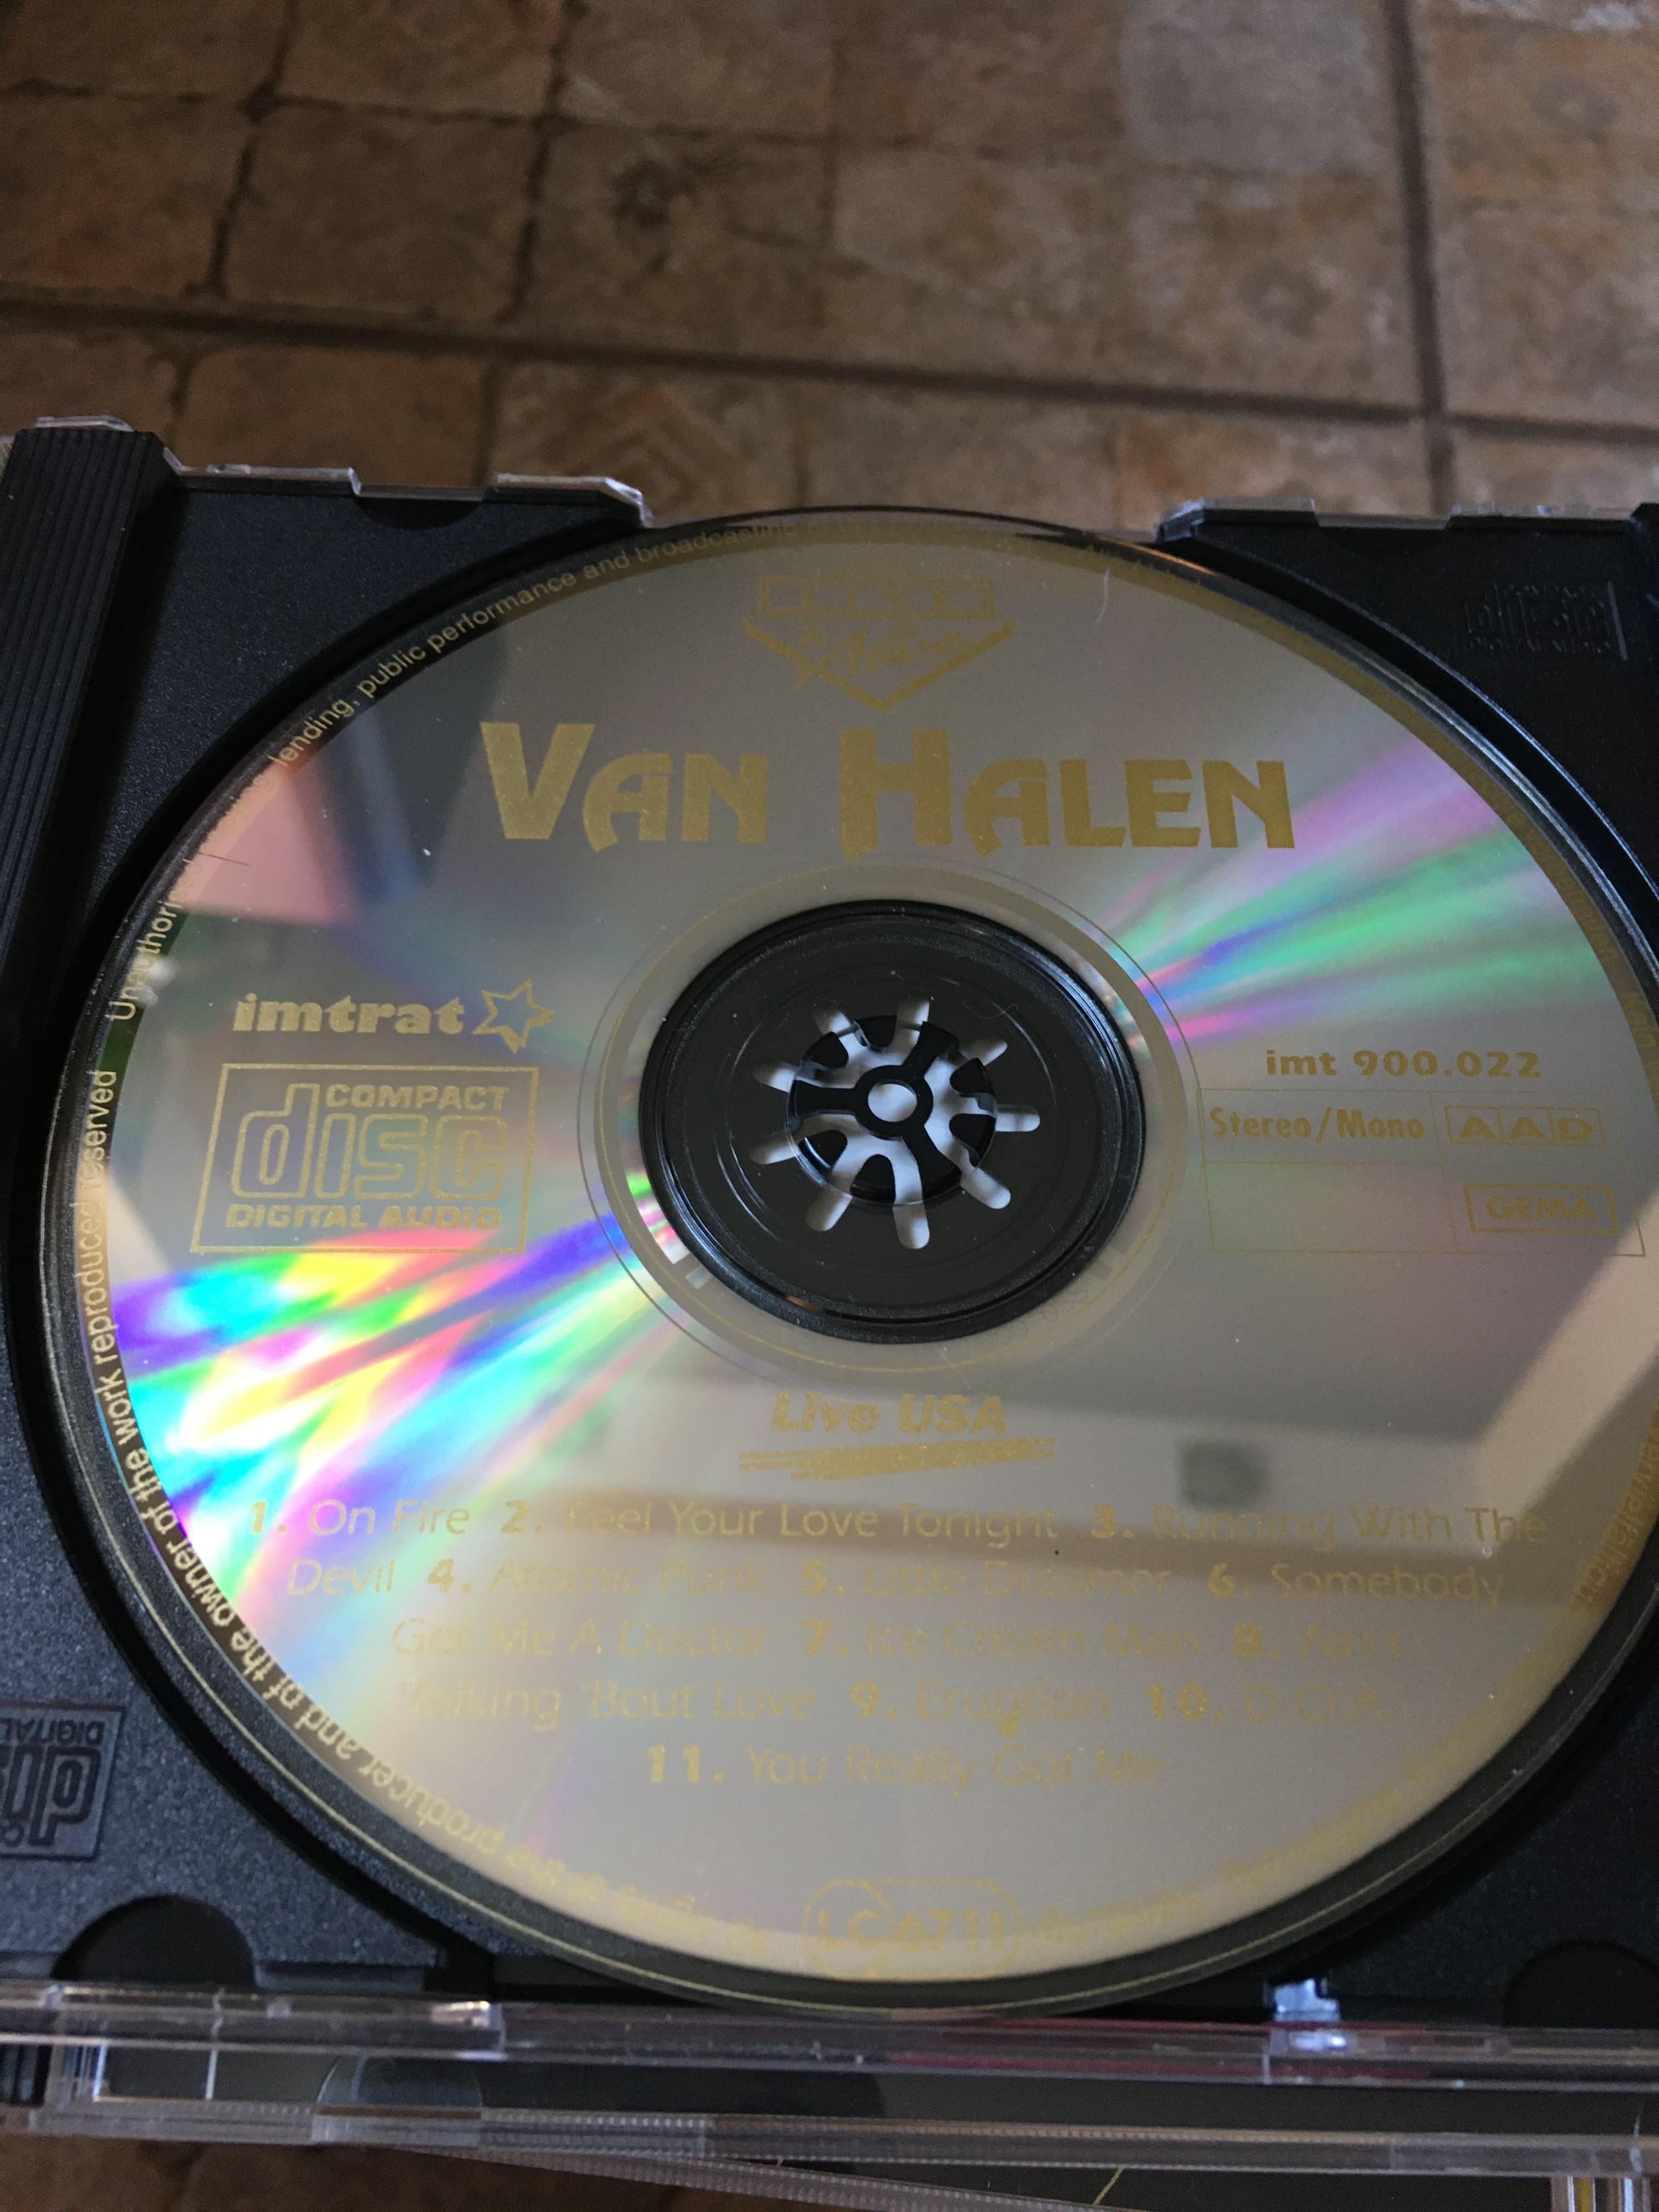 VAN HALEN
imtrat
COMPACT
disc
DIGITAL AUDIO
imt 900.022
Stereo/Mono AAD
GEMA
Live USA
1. On Fire 2. Feel Your Love Tonight 3. Running With The
Devil 4. Atomic Punk 5. Little Dreamer 6. Somebody
Get Me A Doctor 7. Ice Cream Man 8. Ain't
Talking 'Bout Love 9. Eruption 10. D.O.A.
11. You Really Got Me
LC 6711
of the producer and of the owner of the work reproduced reserved lending, public performance and broadcasting
disc
DIGITAL